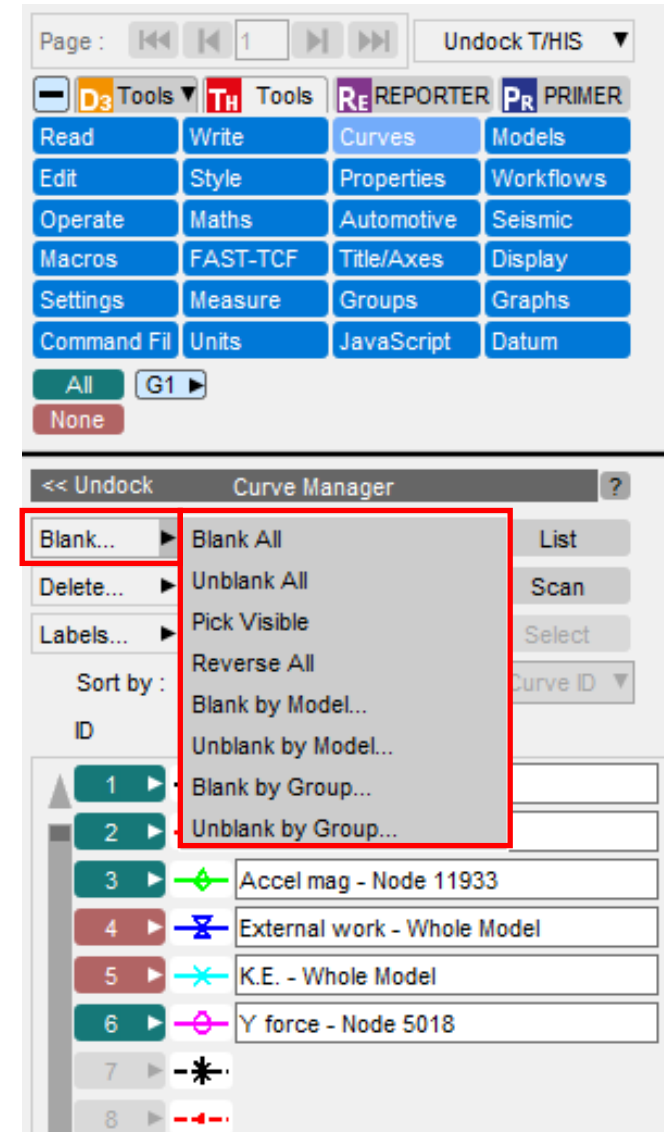 Page : 1 Undock T/HIS
D3 Tools TH Tools RE REPORTER PR PRIMER
Read Write Curves Models
Edit Style Properties Workflows
Operate Maths Automotive Seismic
Macros FAST-TCF Title/Axes Display
Settings Measure Groups Graphs
Command Fil Units JavaScript Datum
All G1
None
<< Undock Curve Manager ?
Blank... Blank All List
Delete... Unblank All Scan
Labels... Pick Visible Select
Reverse All
Sort by : Curve ID
Blank by Model...
ID
Unblank by Model...
1 Blank by Group...
2 Unblank by Group...
3 Accel mag - Node 11933
4 External work - Whole Model
5 K.E. - Whole Model
6 Y force - Node 5018
7
8